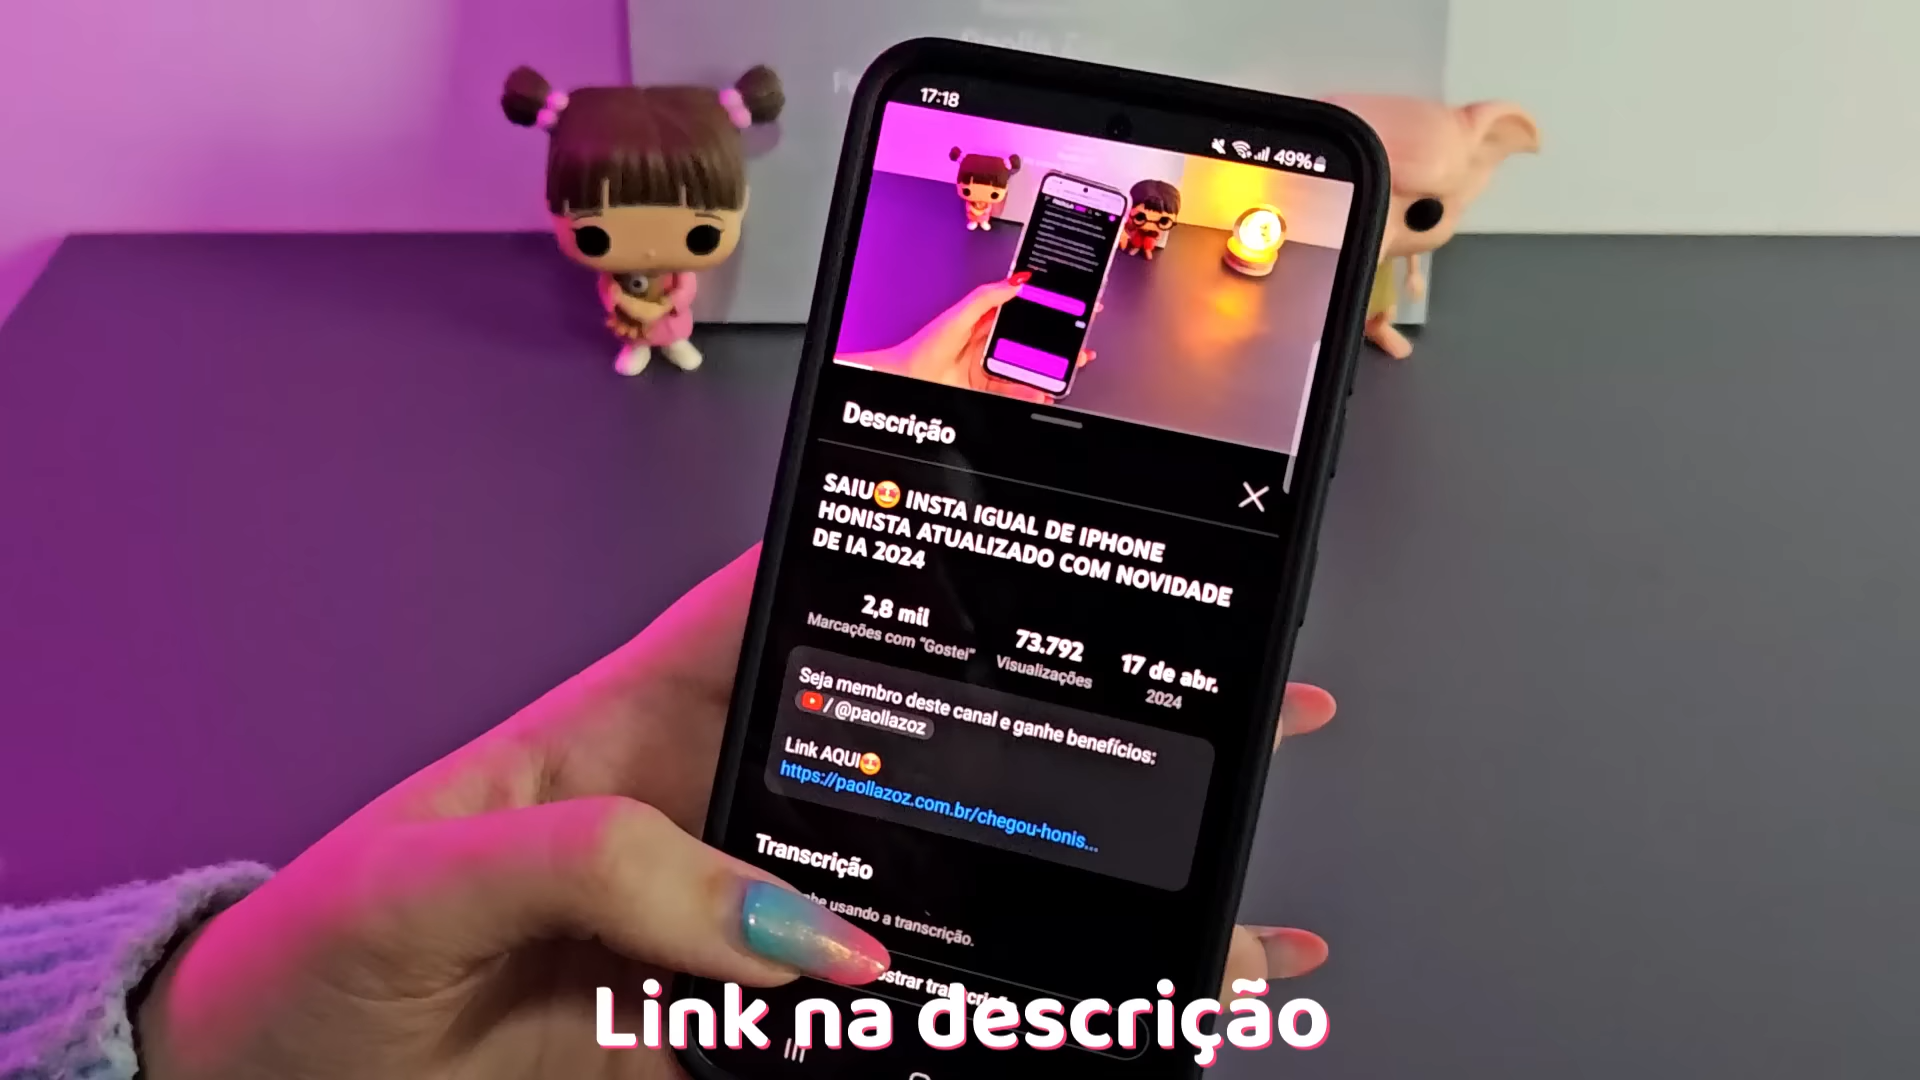 17:18
49%
Descrição
SAIU🤩 INSTA IGUAL DE IPHONE
HONISTA ATUALIZADO COM NOVIDADE
DE IA 2024
2,8 mil
Marcações com "Gostei"
73.792
Visualizações
17 de abr.
2024
Seja membro deste canal e ganhe benefícios:
/ @paollazoz
Link AQUI🤩
https://paollazoz.com.br/chegou-honis...
Transcrição
usando a transcrição.
Link na descrição